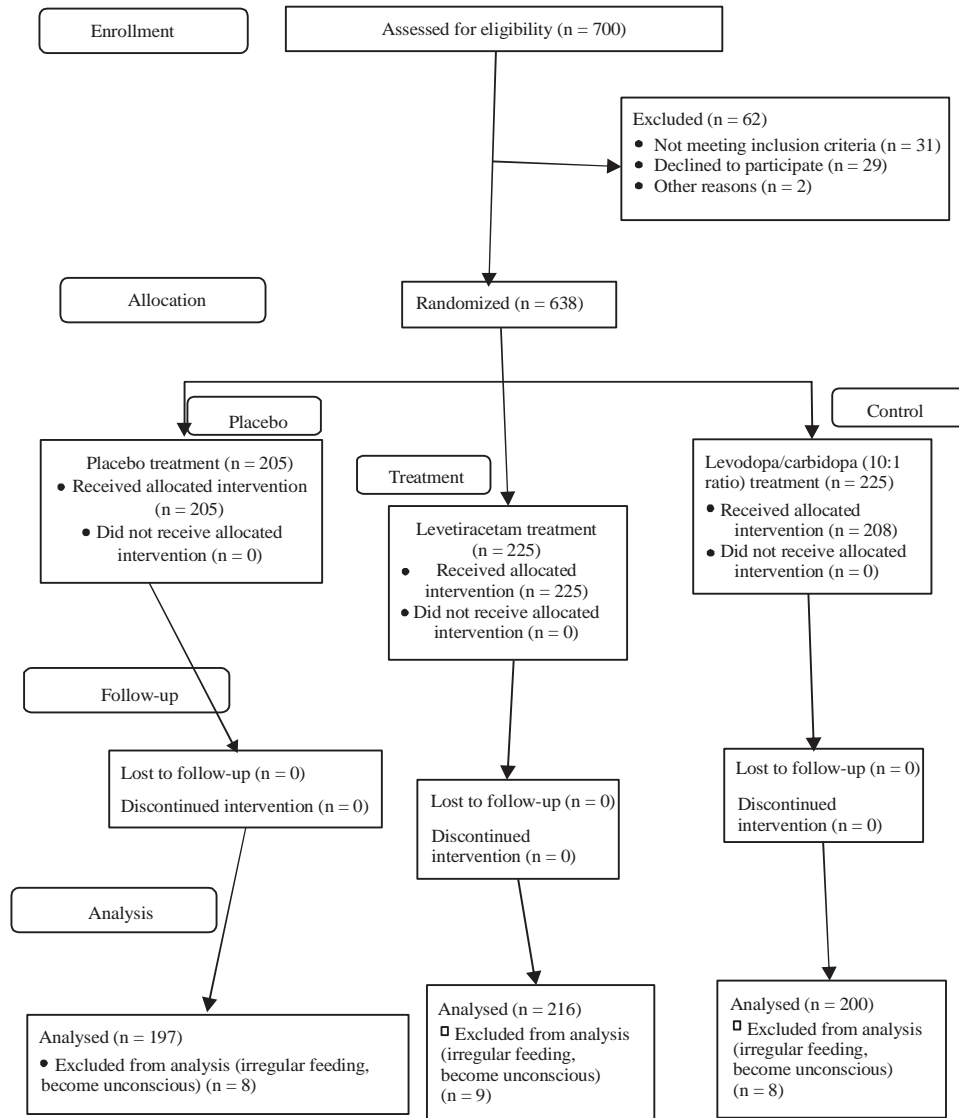 Enrollment
Assessed for eligibility (n = 700)
Excluded (n = 62)
● Not meeting inclusion criteria (n = 31)
● Declined to participate (n = 29)
● Other reasons (n = 2)
Allocation
Randomized (n = 638)
Placebo
Placebo treatment (n = 205)
● Received allocated intervention
(n = 205)
● Did not receive allocated
intervention (n = 0)
Treatment
Levetiracetam treatment
(n = 225)
● Received allocated
intervention (n = 225)
● Did not receive allocated
intervention (n = 0)
Control
Levodopa/carbidopa (10:1
ratio) treatment (n = 225)
● Received allocated
intervention (n = 208)
● Did not receive allocated
intervention (n = 0)
Follow-up
Lost to follow-up (n = 0)
Discontinued intervention (n = 0)
Lost to follow-up (n = 0)
Discontinued
intervention (n = 0)
Lost to follow-up (n = 0)
Discontinued
intervention (n = 0)
Analysis
Analysed (n = 197)
● Excluded from analysis (irregular feeding,
become unconscious) (n = 8)
Analysed (n = 216)
▯ Excluded from analysis
(irregular feeding,
become unconscious)
(n = 9)
Analysed (n = 200)
▯ Excluded from analysis
(irregular feeding,
become unconscious)
(n = 8)